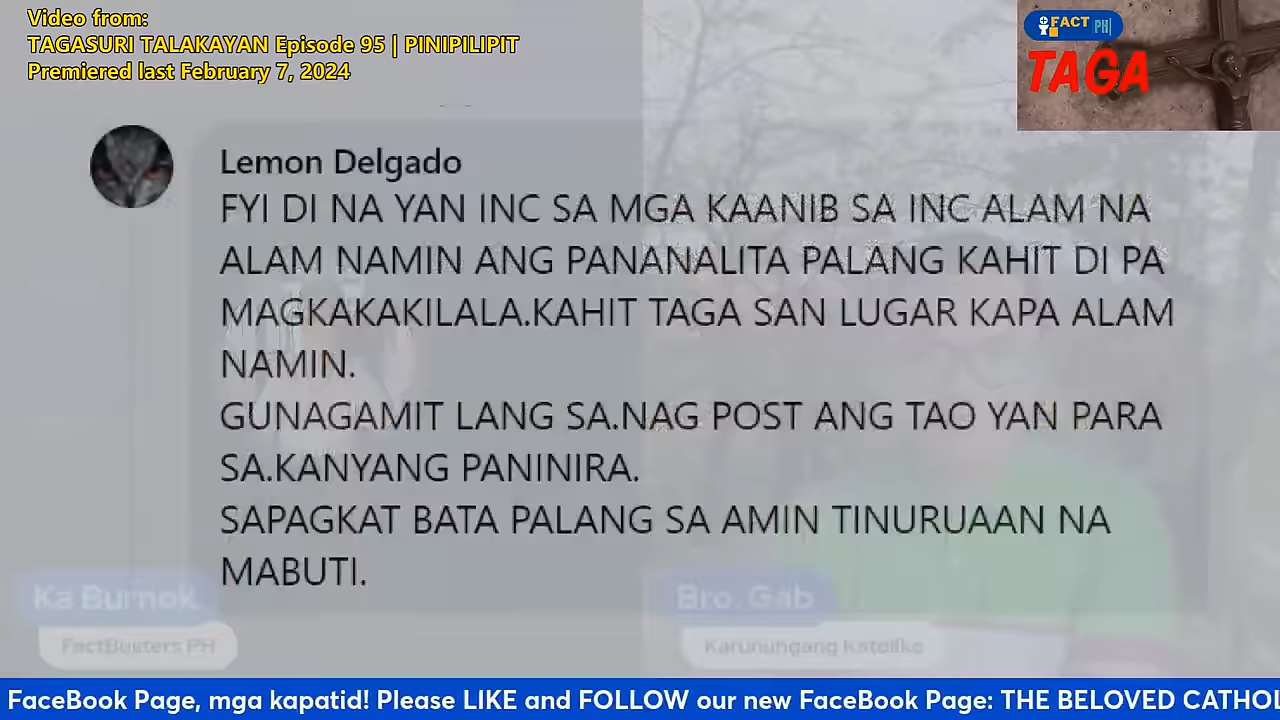 Video from:
TAGASURI TALAKAYAN Episode 95 | PINIPILIPIT
Premiered last February 7, 2024
FACT PH
TAGA
Lemon Delgado
FYI DI NA YAN INC SA MGA KAANIB SA INC ALAM NA
ALAM NAMIN ANG PANANALITA PALANG KAHIT DI PA
MAGKAKAKILALA.KAHIT TAGA SAN LUGAR KAPA ALAM
NAMIN.
GUNAGAMIT LANG SA.NAG POST ANG TAO YAN PARA
SA.KANYANG PANINIRA.
SAPAGKAT BATA PALANG SA AMIN TINURUAAN NA
MABUTI.
Ka Burnok
FactBusters PH
Bro. Gab
Karunungang Katoliko
FaceBook Page, mga kapatid! Please LIKE and FOLLOW our new FaceBook Page: THE BELOVED CATHOL